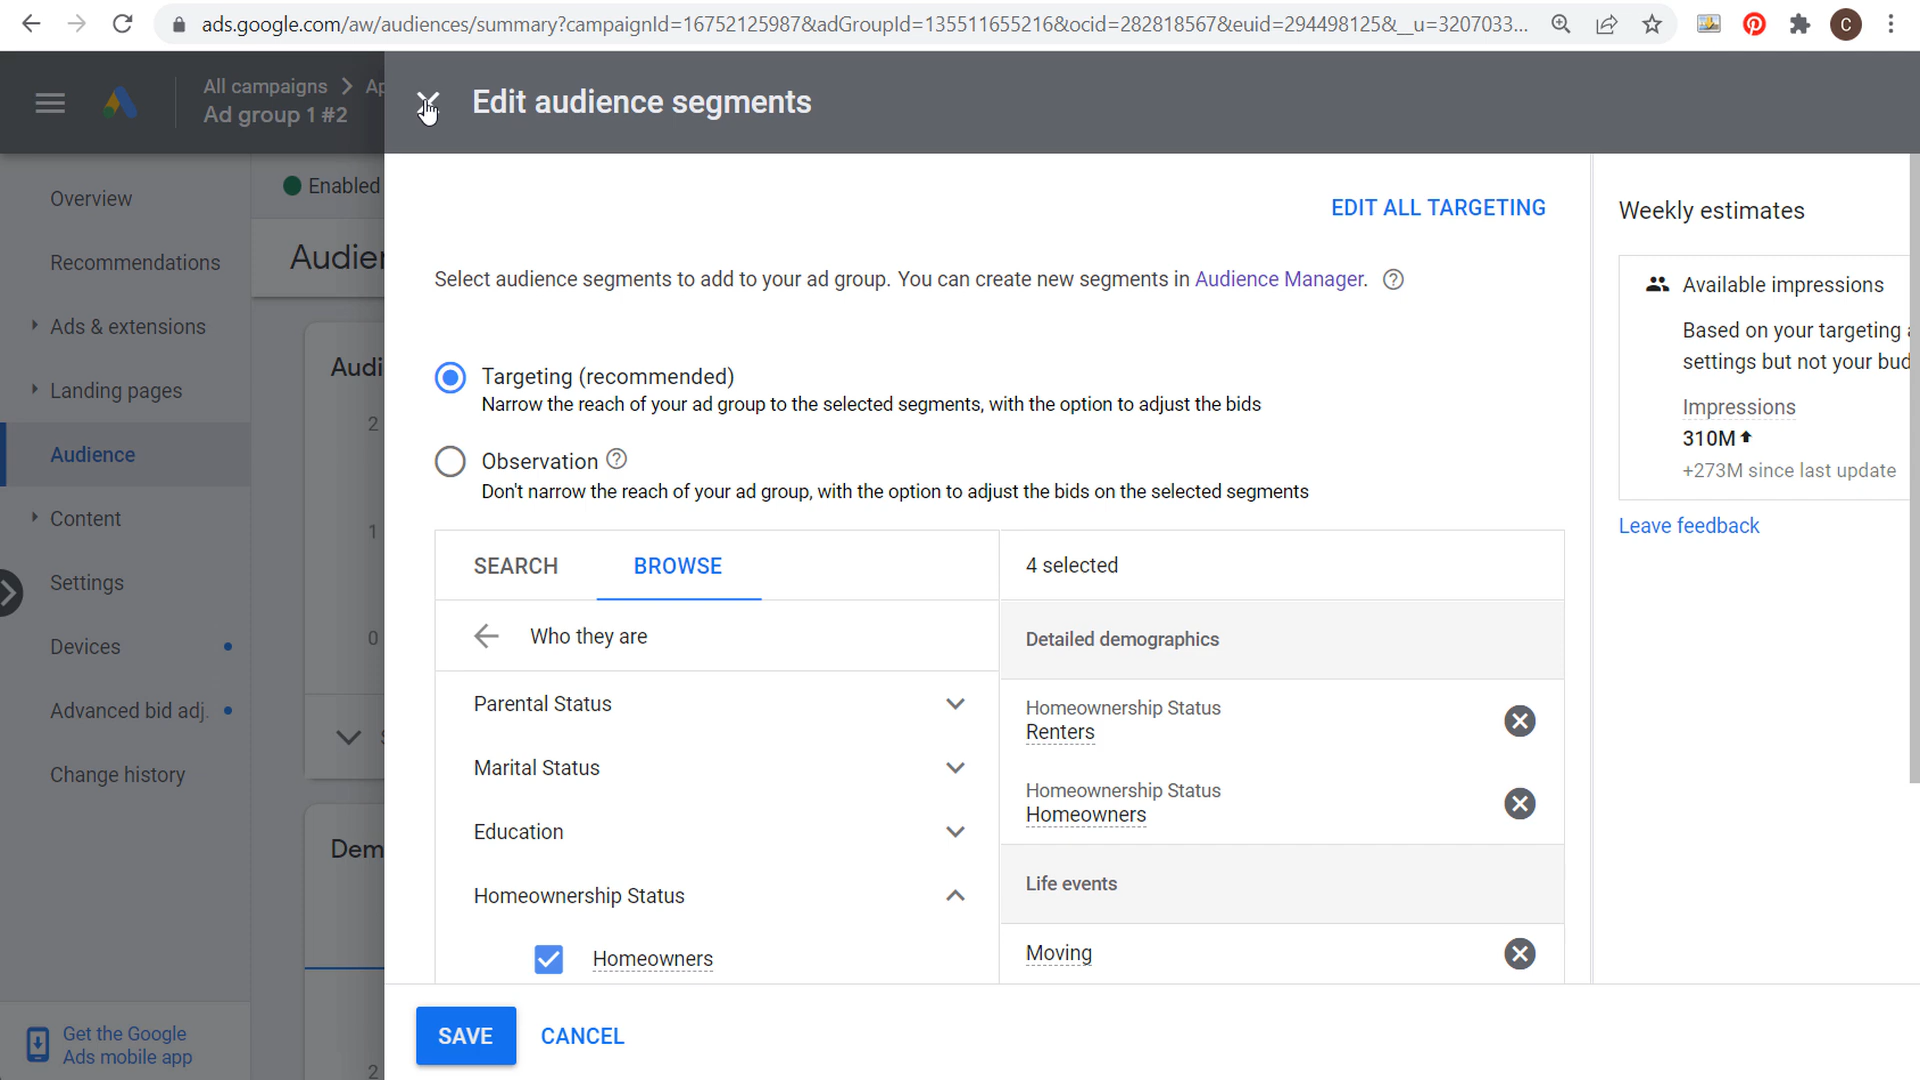 ads.google.com/aw/audiences/summary?campaignId=16752125987&adGroupId=135511655216&ocid=282818567&euid=294498125&__u=3207033...
C
All campaigns > Ap
Ad group 1 #2
Edit audience segments
Overview
Recommendations
Ads & extensions
Landing pages
Audience
Content
Settings
Devices
Advanced bid adj.
Change history
Get the Google
Ads mobile app
Enabled
Audien
Audi
2
1
0
Dem
2
EDIT ALL TARGETING
Select audience segments to add to your ad group. You can create new segments in Audience Manager.
Targeting (recommended)
Narrow the reach of your ad group to the selected segments, with the option to adjust the bids
Observation
Don't narrow the reach of your ad group, with the option to adjust the bids on the selected segments
SEARCH
BROWSE
Who they are
Parental Status
Marital Status
Education
Homeownership Status
Homeowners
4 selected
Detailed demographics
Homeownership Status
Renters
Homeownership Status
Homeowners
Life events
Moving
SAVE
CANCEL
Weekly estimates
Available impressions
Based on your targeting
settings but not your bud
Impressions
310M
+273M since last update
Leave feedback